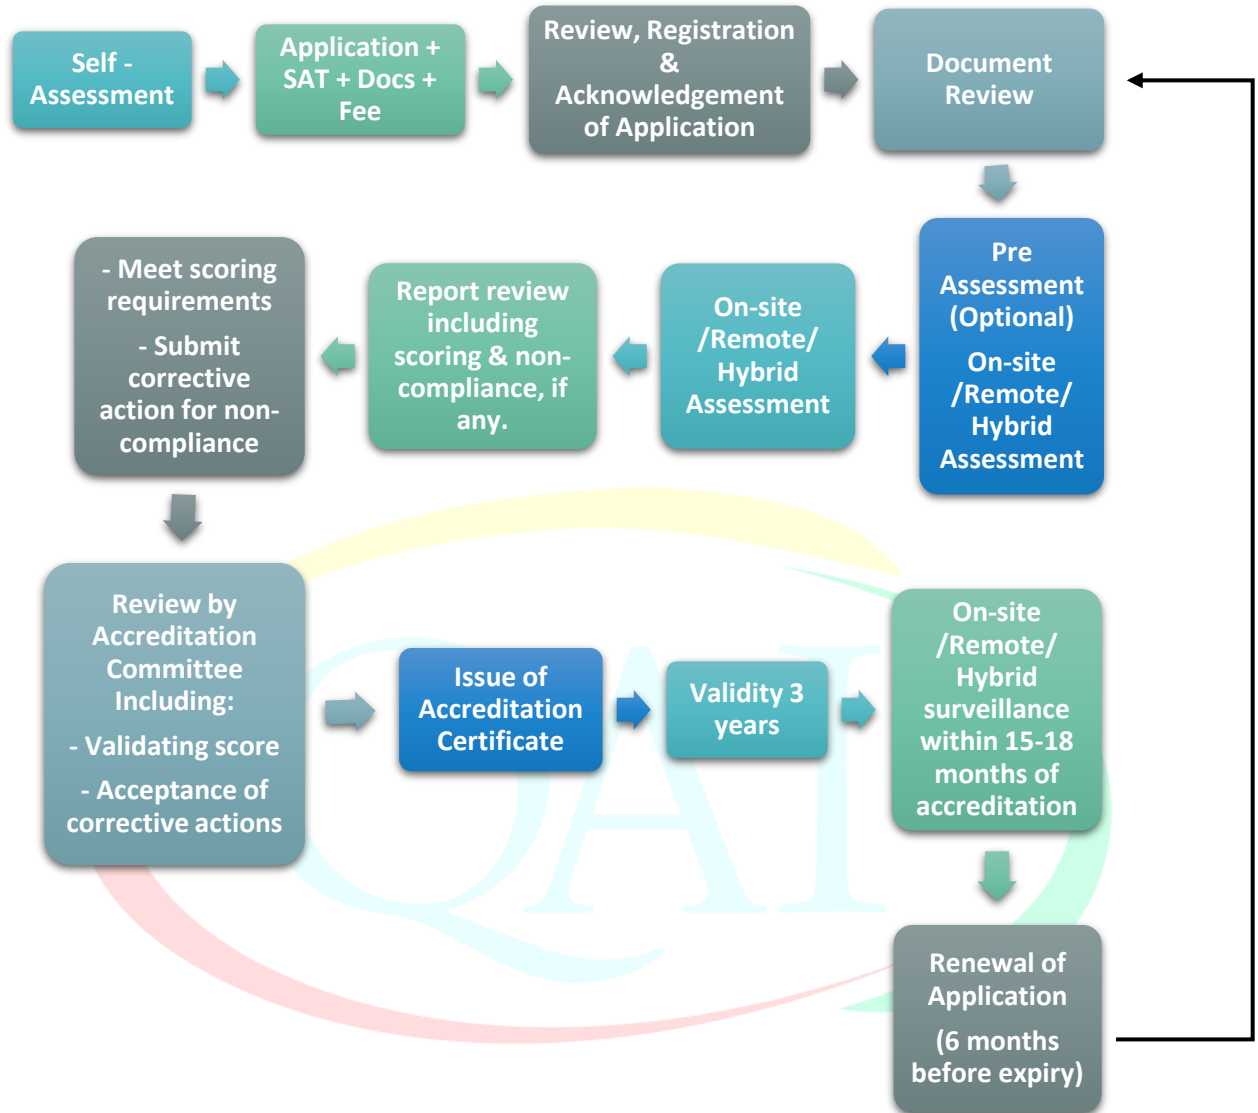 Self -
Assessment
Application +
SAT + Docs +
Fee
Review, Registration
&
Acknowledgement
of Application
Document
Review
Pre
Assessment
(Optional)
On-site
/Remote/
Hybrid
Assessment
On-site
/Remote/
Hybrid
Assessment
Report review
including
scoring & non-
compliance, if
any.
- Meet scoring
requirements
- Submit
corrective
action for non-
compliance
Review by
Accreditation
Committee
Including:
- Validating score
- Acceptance of
corrective actions
Issue of
Accreditation
Certificate
Validity 3
years
On-site
/Remote/
Hybrid
surveillance
within 15-18
months of
accreditation
Renewal of
Application
(6 months
before expiry)
QAI